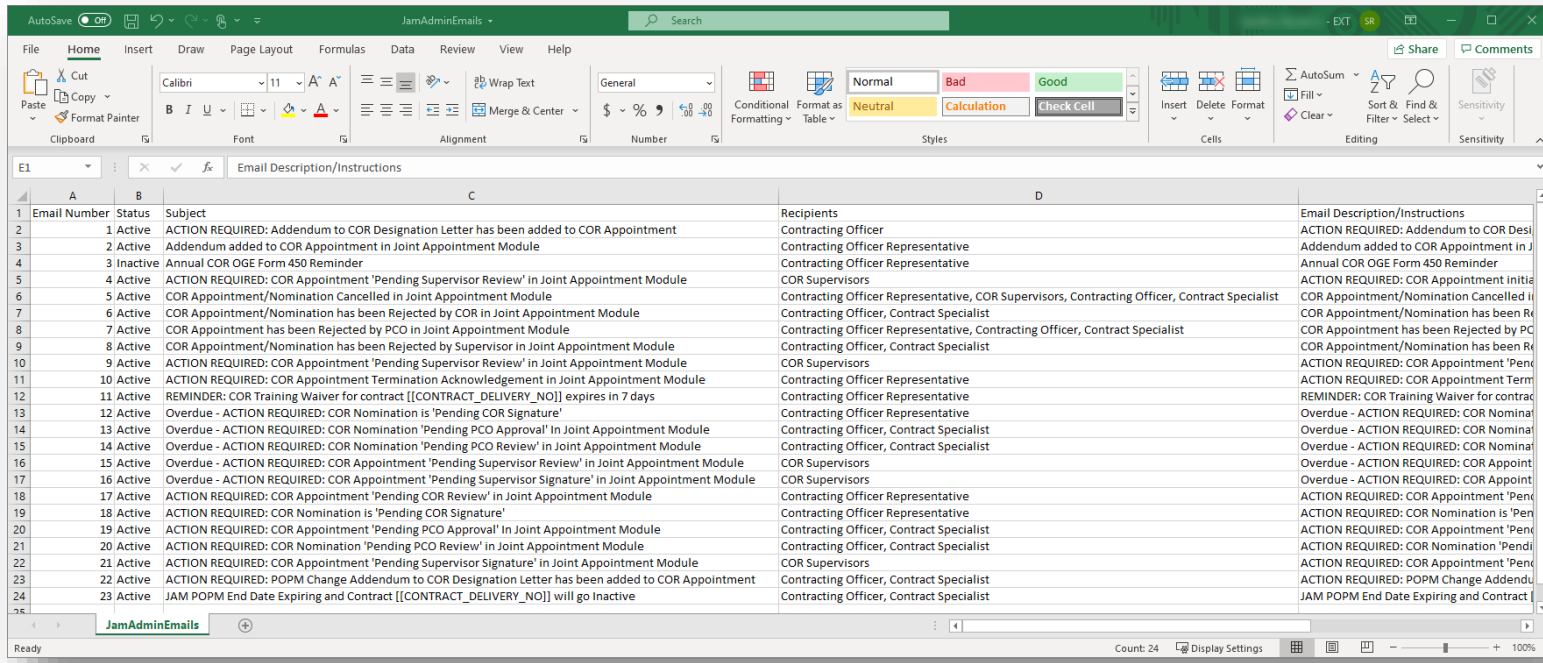 AutoSave Off JamAdminEmails Search - EXT SR
File Home Insert Draw Page Layout Formulas Data Review View Help Share Comments
Paste Cut Copy Format Painter Calibri 11 Wrap Text Merge & Center General Conditional Formatting Format as Table Normal Bad Good Neutral Calculation Check Cell Insert Delete Format AutoSum Fill Clear Sort & Filter Find & Select Sensitivity
Clipboard Font Alignment Number Styles Cells Editing Sensitivity
E1 fx Email Description/Instructions
A B C D
1 Email Number Status Subject Recipients Email Description/Instructions
2 1 Active ACTION REQUIRED: Addendum to COR Designation Letter has been added to COR Appointment Contracting Officer ACTION REQUIRED: Addendum to COR Desi
3 2 Active Addendum added to COR Appointment in Joint Appointment Module Contracting Officer Representative Addendum added to COR Appointment in J
4 3 Inactive Annual COR OGE Form 450 Reminder Contracting Officer Representative Annual COR OGE Form 450 Reminder
5 4 Active ACTION REQUIRED: COR Appointment 'Pending Supervisor Review' in Joint Appointment Module COR Supervisors ACTION REQUIRED: COR Appointment initia
6 5 Active COR Appointment/Nomination Cancelled in Joint Appointment Module Contracting Officer Representative, COR Supervisors, Contracting Officer, Contract Specialist COR Appointment/Nomination Cancelled i
7 6 Active COR Appointment/Nomination has been Rejected by COR in Joint Appointment Module Contracting Officer, Contract Specialist COR Appointment/Nomination has been Re
8 7 Active COR Appointment has been Rejected by PCO in Joint Appointment Module Contracting Officer Representative, Contracting Officer, Contract Specialist COR Appointment has been Rejected by PC
9 8 Active COR Appointment/Nomination has been Rejected by Supervisor in Joint Appointment Module Contracting Officer, Contract Specialist COR Appointment/Nomination has been Re
10 9 Active ACTION REQUIRED: COR Appointment 'Pending Supervisor Review' in Joint Appointment Module COR Supervisors ACTION REQUIRED: COR Appointment 'Pend
11 10 Active ACTION REQUIRED: COR Appointment Termination Acknowledgement in Joint Appointment Module Contracting Officer Representative ACTION REQUIRED: COR Appointment Term
12 11 Active REMINDER: COR Training Waiver for contract [[CONTRACT_DELIVERY_NO]] expires in 7 days Contracting Officer Representative REMINDER: COR Training Waiver for contrac
13 12 Active Overdue - ACTION REQUIRED: COR Nomination is 'Pending COR Signature' Contracting Officer Representative Overdue - ACTION REQUIRED: COR Nominat
14 13 Active Overdue - ACTION REQUIRED: COR Nomination 'Pending PCO Approval' In Joint Appointment Module Contracting Officer, Contract Specialist Overdue - ACTION REQUIRED: COR Nominat
15 14 Active Overdue - ACTION REQUIRED: COR Nomination 'Pending PCO Review' in Joint Appointment Module Contracting Officer, Contract Specialist Overdue - ACTION REQUIRED: COR Nominat
16 15 Active Overdue - ACTION REQUIRED: COR Appointment 'Pending Supervisor Review' in Joint Appointment Module COR Supervisors Overdue - ACTION REQUIRED: COR Appoint
17 16 Active Overdue - ACTION REQUIRED: COR Appointment 'Pending Supervisor Signature' in Joint Appointment Module COR Supervisors Overdue - ACTION REQUIRED: COR Appoint
18 17 Active ACTION REQUIRED: COR Appointment 'Pending COR Review' in Joint Appointment Module Contracting Officer Representative ACTION REQUIRED: COR Appointment 'Pend
19 18 Active ACTION REQUIRED: COR Nomination is 'Pending COR Signature' Contracting Officer Representative ACTION REQUIRED: COR Nomination is 'Pen
20 19 Active ACTION REQUIRED: COR Appointment 'Pending PCO Approval' In Joint Appointment Module Contracting Officer, Contract Specialist ACTION REQUIRED: COR Appointment 'Pend
21 20 Active ACTION REQUIRED: COR Nomination 'Pending PCO Review' in Joint Appointment Module Contracting Officer, Contract Specialist ACTION REQUIRED: COR Nomination 'Pendi
22 21 Active ACTION REQUIRED: COR Appointment 'Pending Supervisor Signature' in Joint Appointment Module COR Supervisors ACTION REQUIRED: COR Appointment 'Pend
23 22 Active ACTION REQUIRED: POPM Change Addendum to COR Designation Letter has been added to COR Appointment Contracting Officer, Contract Specialist ACTION REQUIRED: POPM Change Addendu
24 23 Active JAM POPM End Date Expiring and Contract [[CONTRACT_DELIVERY_NO]] will go Inactive Contracting Officer, Contract Specialist JAM POPM End Date Expiring and Contract [
25
JamAdminEmails
Ready Count: 24 Display Settings 100%